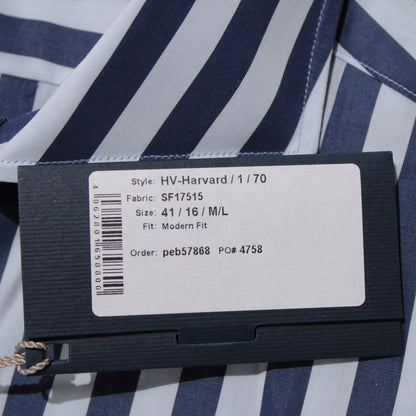 Style: HV-Harvard / 1 / 70
Fabric: SF17515
Size: 41 / 16 / M/L
Fit: Modern Fit
Order: peb57868 PO# 4758